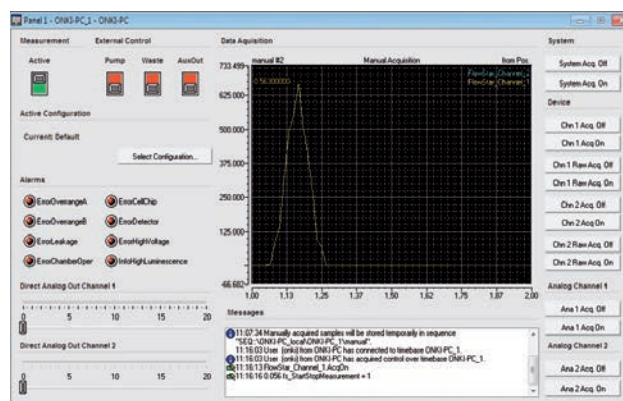 Panel 1 - ONKI-PC_1 - ONKI-PC
Measurement
External Control
Data Aquisition
System
Active
Pump
Waste
AuxOut
manual #2
Manual Acquisition
from Pos.
FlowStar_Channel_2
FlowStar_Channel_1
0.56300000
733.499
625.000
500.000
375.000
250.000
125.000
-66.682
1,00
1,13
1,25
1,37
1,52
1,62
1,75
1,87
2,00
System Acq. Off
System Acq. On
Device
Chn 1 Acq. Off
Chn 1 Acq On
Chn 1 Raw Acq. Off
Chn 1 Raw Acq. On
Chn 2 Acq. Off
Chn 2 Acq On
Chn 2 Raw Acq. Off
Chn 2 Raw Acq. On
Analog Channel 1
Ana 1 Acq. Off
Ana 1 Acq On
Analog Channel 2
Ana 2 Acq. Off
Ana 2 Acq. On
Active Configuration
Current: Default
Select Configuration...
Alarms
ErrorOverrangeA
ErrorCellChip
ErrorOverrangeB
ErrorDetector
ErrorLeakage
ErrorHighVoltage
ErrorChamberOper
InfoHighLuminescence
Direct Analog Out Channel 1
0
5
10
15
20
Direct Analog Out Channel 2
0
5
10
15
20
Messages
11:07:34 Manually acquired samples will be stored temporarily in sequence
"SEQ::\ONKI-PC_local\ONKI-PC_1\manual".
11:16:03 User (onki) from ONKI-PC has connected to timebase ONKI-PC_1.
11:16:03 User (onki) from ONKI-PC has acquired control over timebase ONKI-PC_1.
11:16:13 FlowStar_Channel_1.AcqOn
11:16:16 0.056 fs_StartStopMeasurement = 1